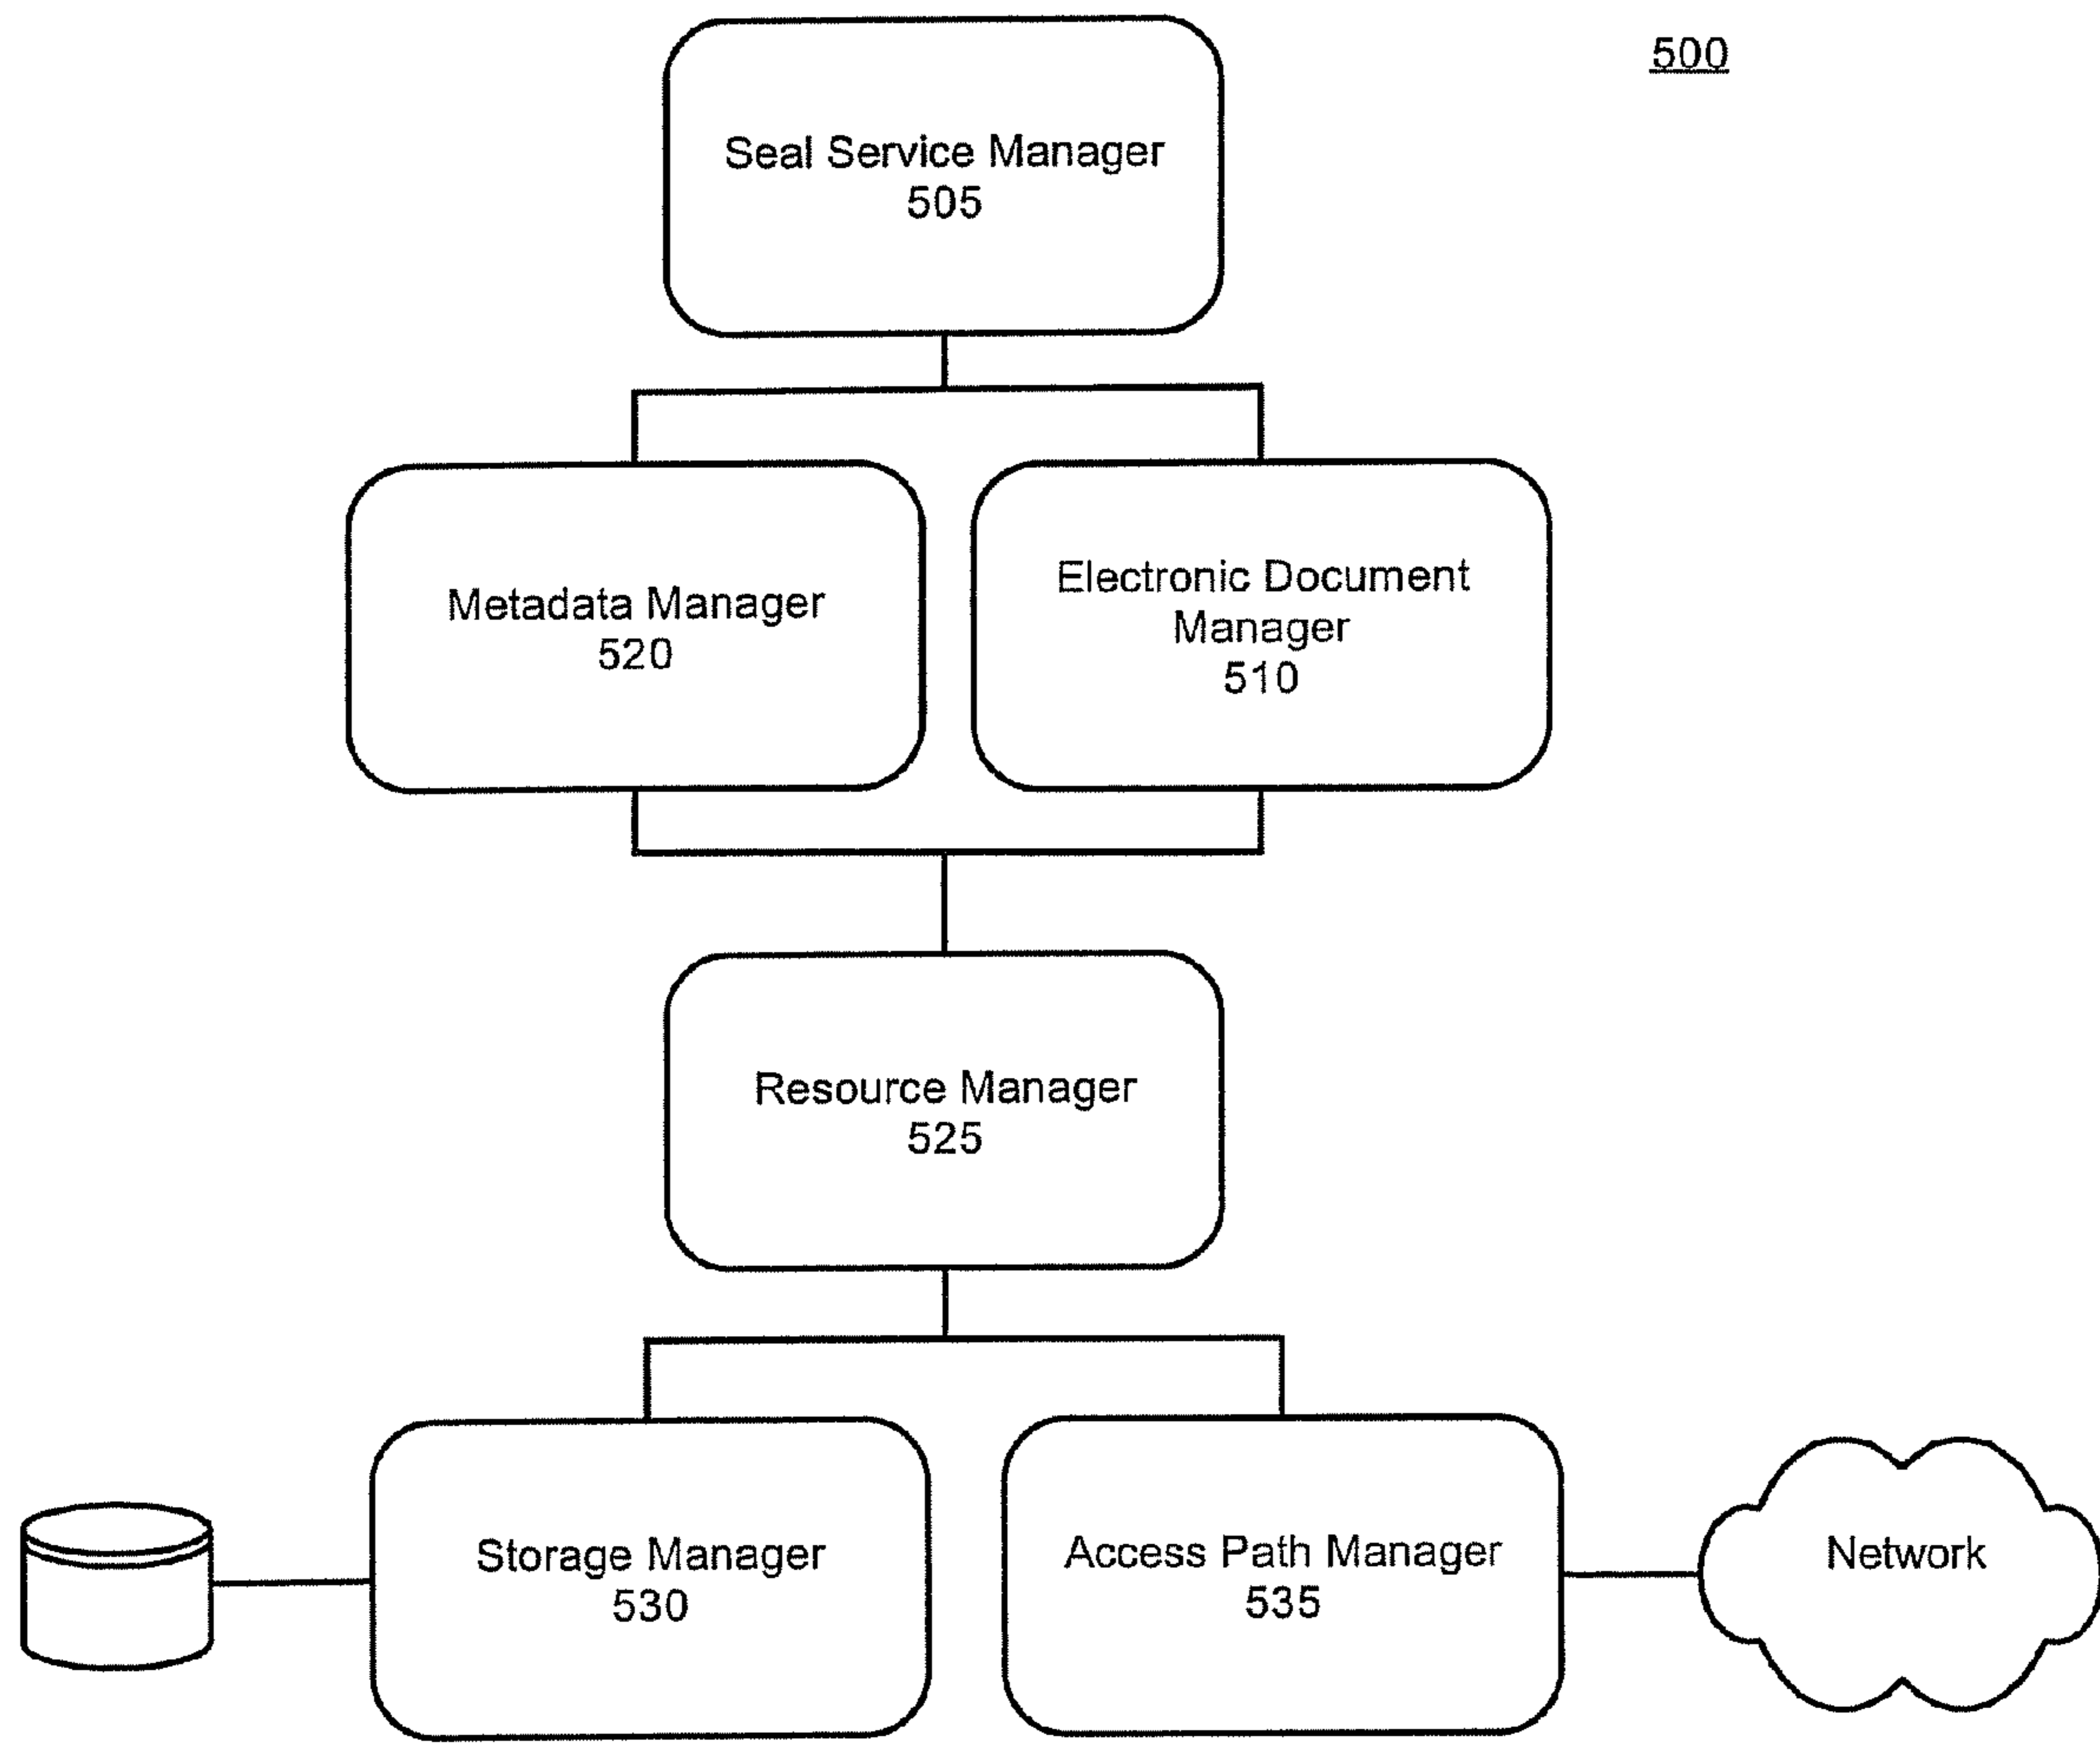 500
Seal Service Manager
505
Metadata Manager
520
Electronic Document
Manager
510
Resource Manager
525
Storage Manager
530
Access Path Manager
535
Network